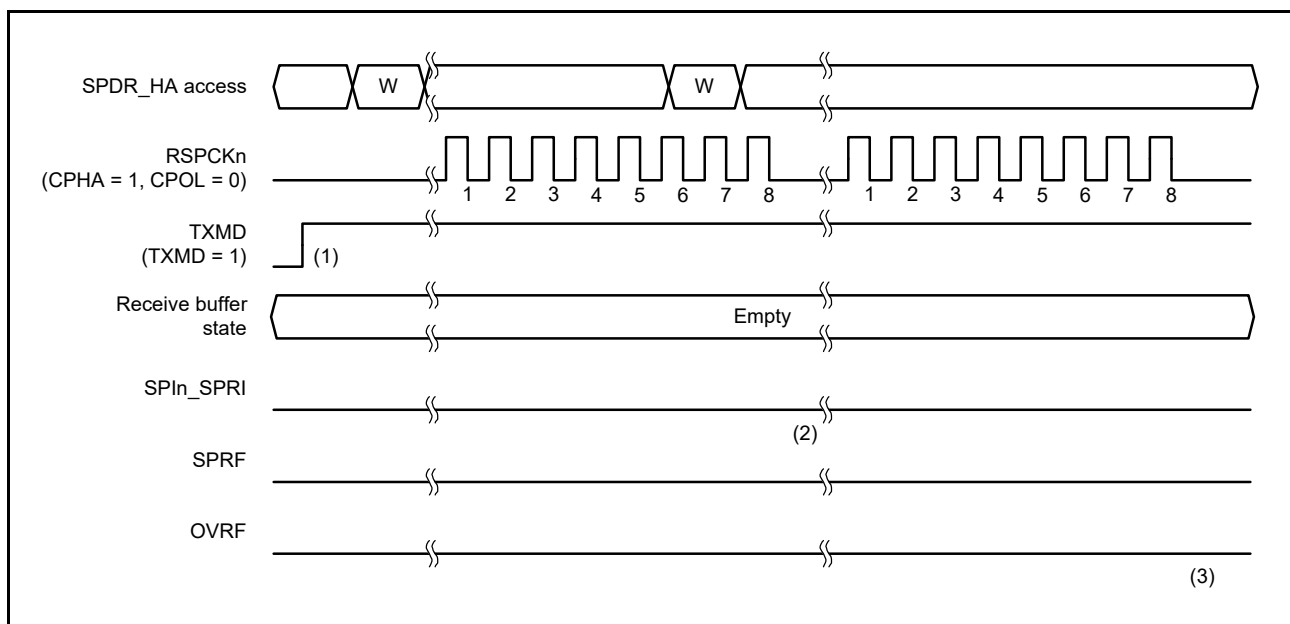 SPDR_HA access
W
W
RSPCKn
(CPHA = 1, CPOL = 0)
1 2 3 4 5 6 7 8
1 2 3 4 5 6 7 8
TXMD
(TXMD = 1)
(1)
Receive buffer
state
Empty
SPIn_SPRI
(2)
SPRF
OVRF
(3)